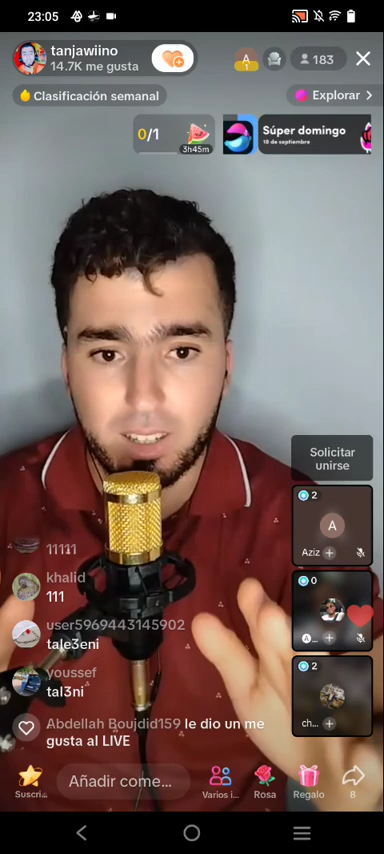 23:05
tanjawiino
14.7K me gusta
A
1
183
Clasificación semanal
Explorar
0/1
3h45m
Súper domingo
18 de septiembre
Solicitar
unirse
2
A
Aziz
0
A...
2
ch...
11111
khalid
111
user5969443145902
tale3eni
youssef
tal3ni
Abdellah Boujdid159 le dio un me
gusta al LIVE
Suscri...
Añadir come...
Varios i...
Rosa
Regalo
8